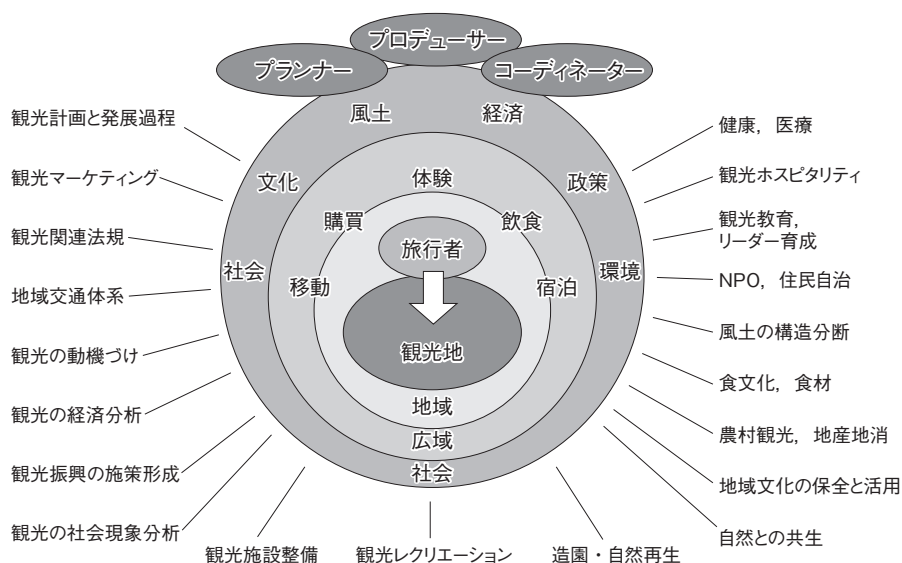 プロデューサー
プランナー
コーディネーター
風土
経済
文化
体験
政策
購買
飲食
旅行者
社会
移動
宿泊
環境
観光地
地域
広域
社会
観光計画と発展過程
観光マーケティング
観光関連法規
地域交通体系
観光の動機づけ
観光の経済分析
観光振興の施策形成
観光の社会現象分析
観光施設整備
観光レクリエーション
造園・自然再生
健康，医療
観光ホスピタリティ
観光教育，
リーダー育成
NPO，住民自治
風土の構造分断
食文化，食材
農村観光，地産地消
地域文化の保全と活用
自然との共生